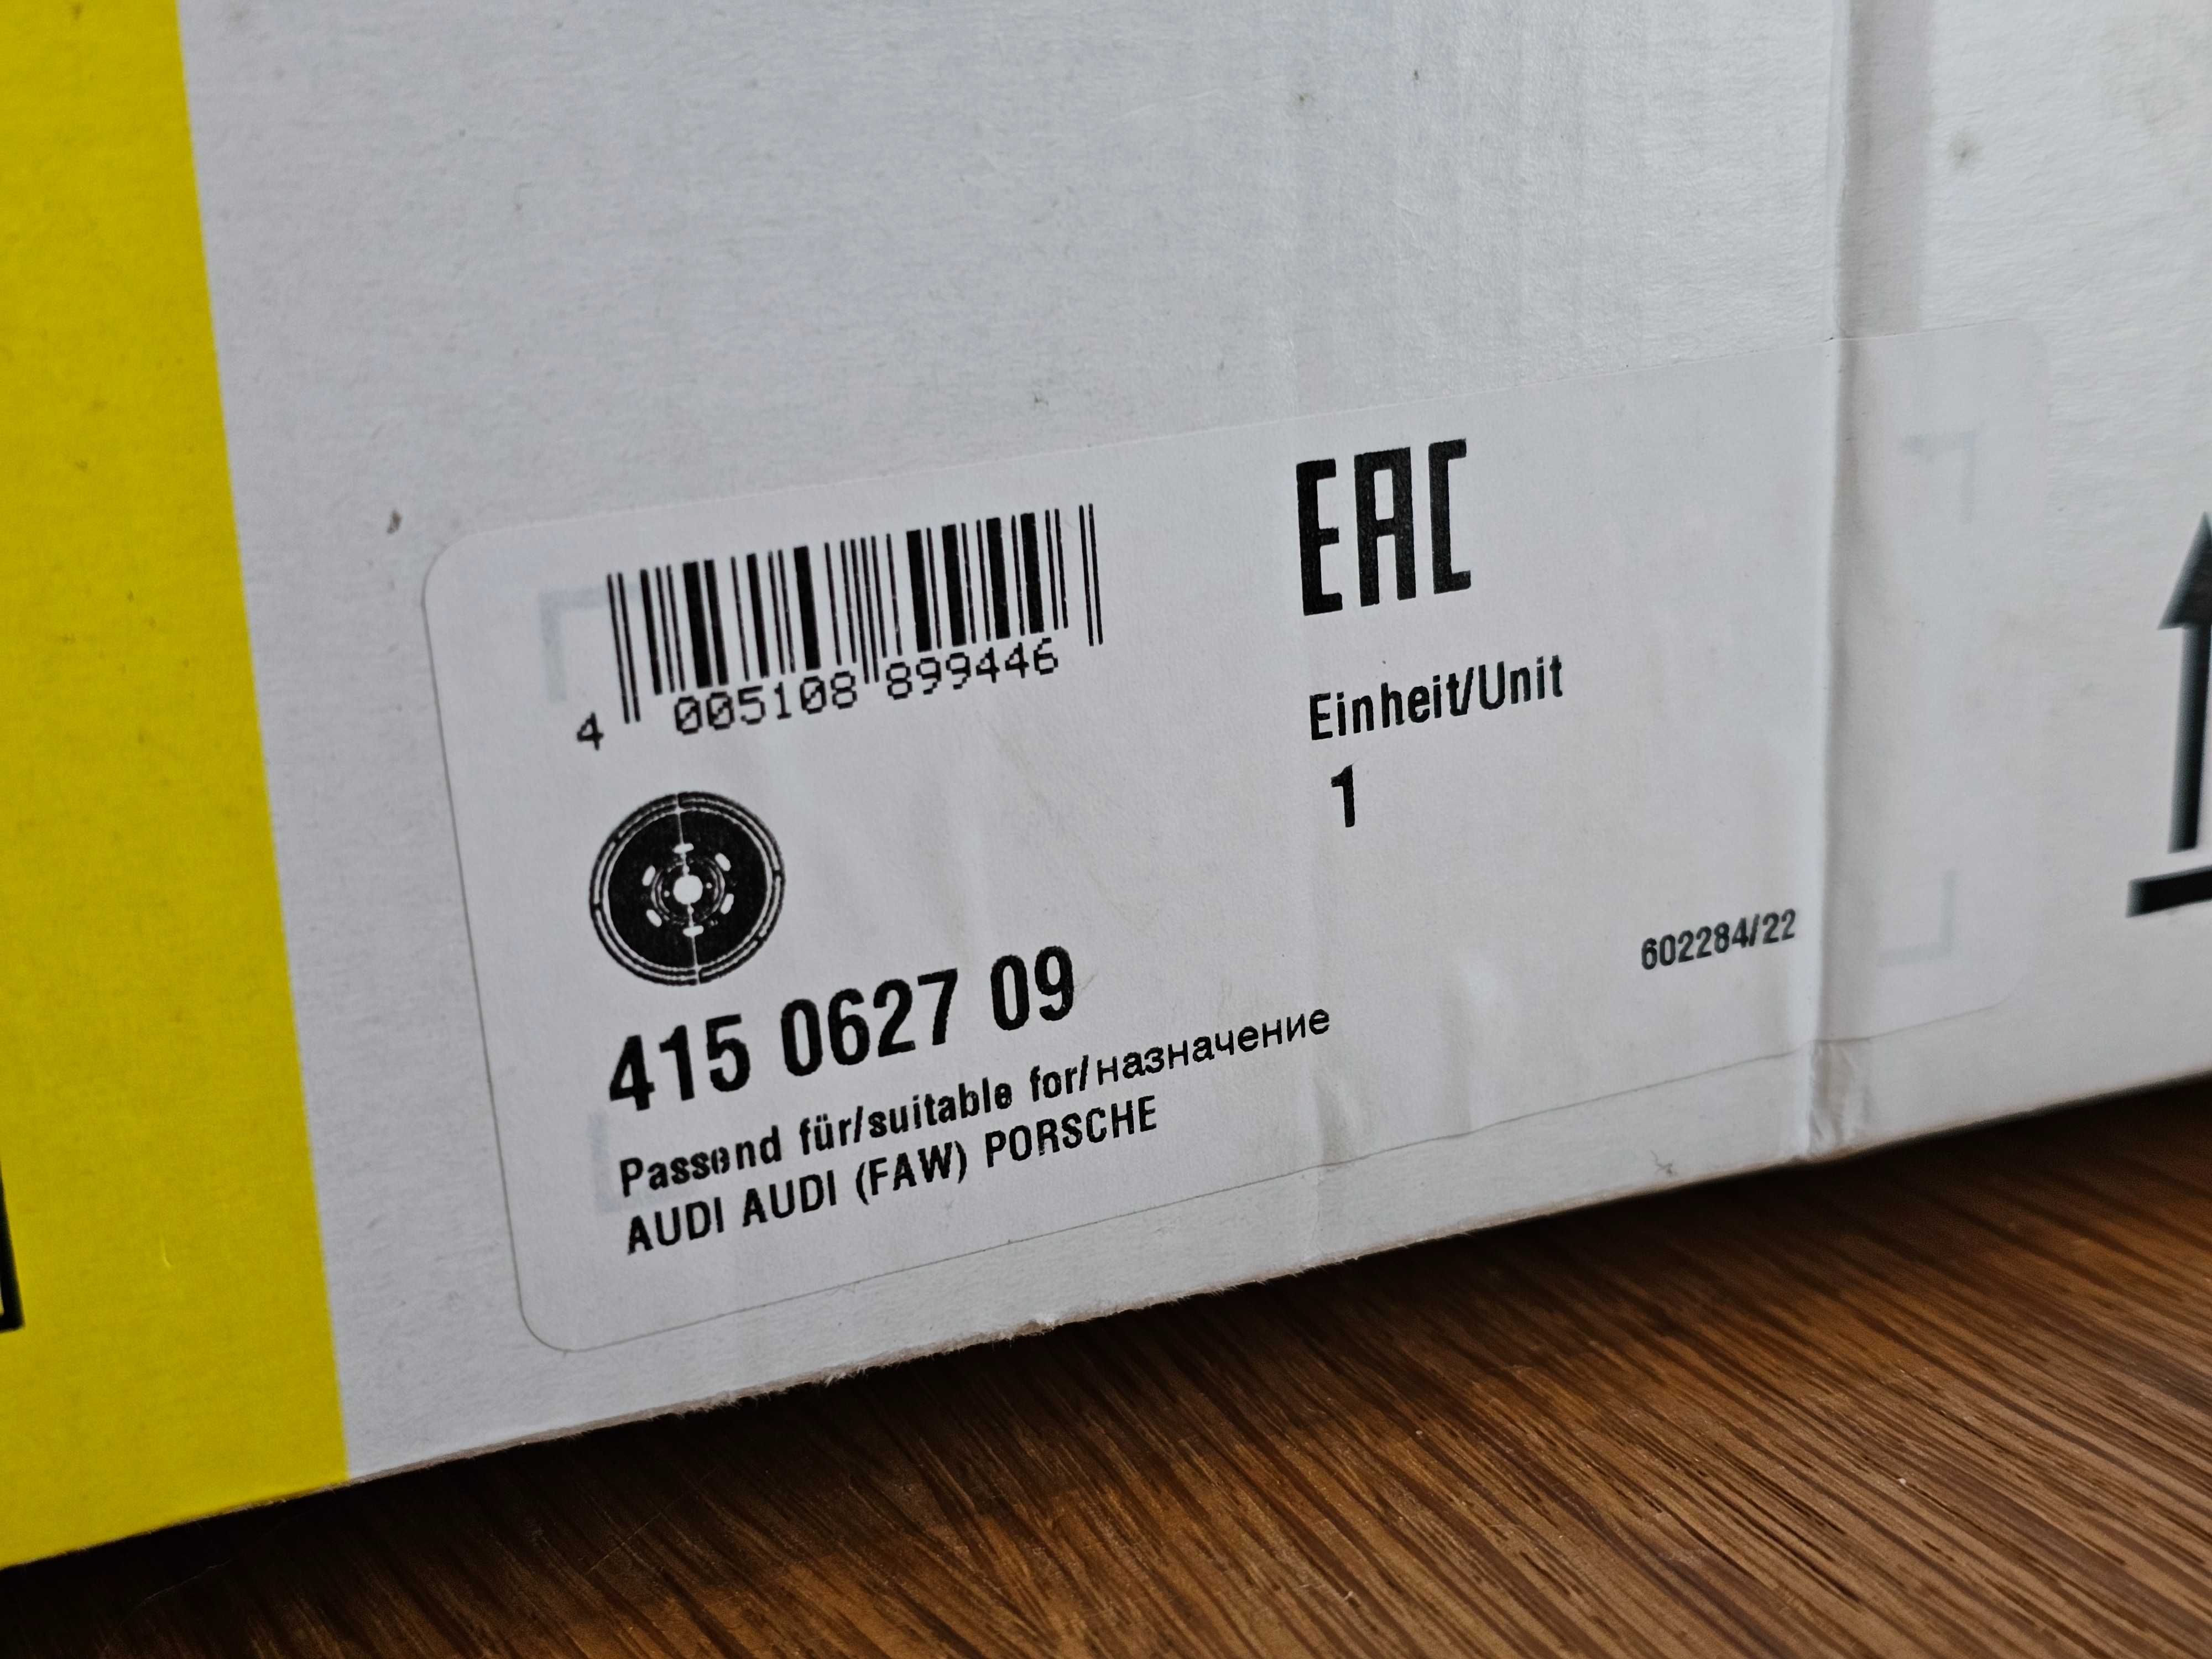 EAC
4 005108 899446
Einheit/Unit
1
415 0627 09
602284/22
Passend für/suitable for/назначение
AUDI AUDI (FAW) PORSCHE